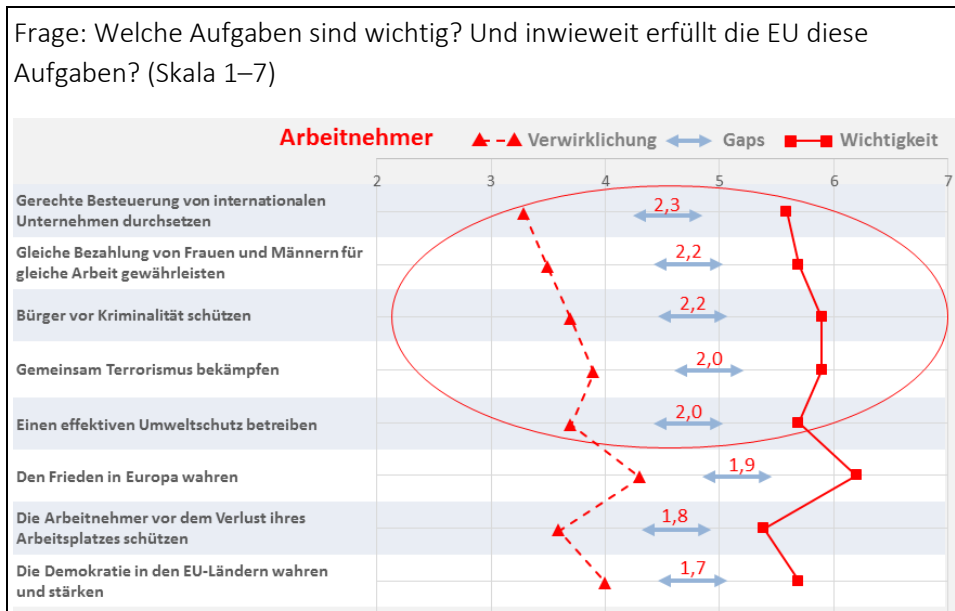 Frage: Welche Aufgaben sind wichtig? Und inwieweit erfüllt die EU diese
Aufgaben? (Skala 1–7)
Arbeitnehmer Verwirklichung Gaps Wichtigkeit
2 3 4 5 6 7
Gerechte Besteuerung von internationalen
Unternehmen durchsetzen
2,3
Gleiche Bezahlung von Frauen und Männern für
gleiche Arbeit gewährleisten
2,2
Bürger vor Kriminalität schützen
2,2
Gemeinsam Terrorismus bekämpfen
2,0
Einen effektiven Umweltschutz betreiben
2,0
Den Frieden in Europa wahren
1,9
Die Arbeitnehmer vor dem Verlust ihres
Arbeitsplatzes schützen
1,8
Die Demokratie in den EU-Ländern wahren
und stärken
1,7